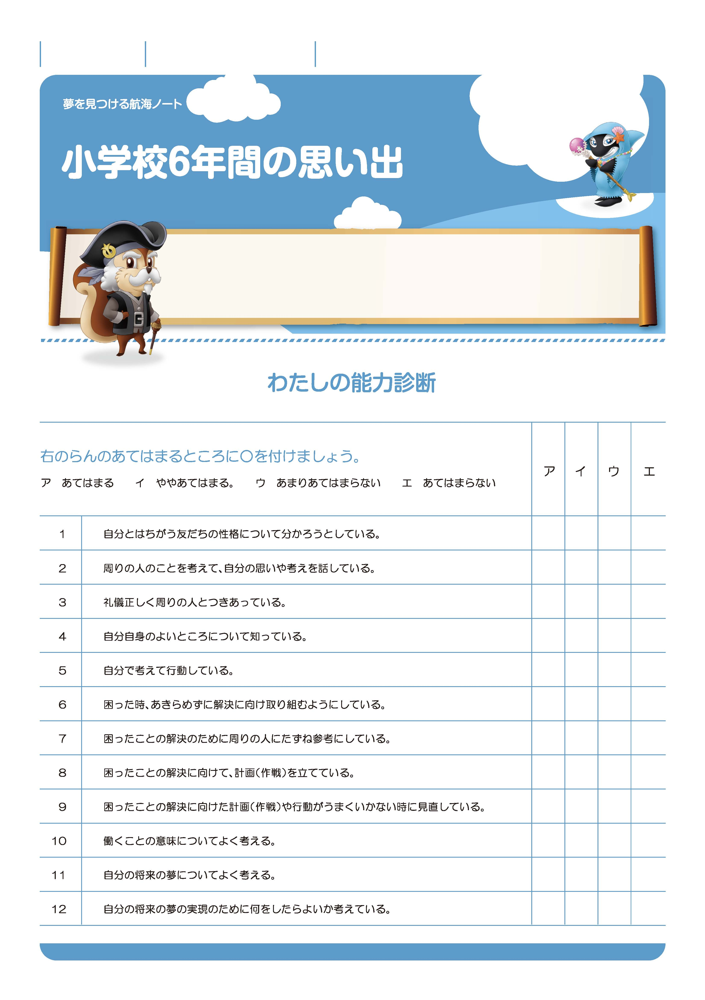 夢を見つける航海ノート
小学校6年間の思い出
わたしの能力診断
右のらんのあてはまるところに〇を付けましょう。
ア　あてはまる　　イ　ややあてはまる。　　ウ　あまりあてはまらない　　エ　あてはまらない
ア　イ　ウ　エ
1　自分とはちがう友だちの性格について分かろうとしている。
2　周りの人のことを考えて、自分の思いや考えを話している。
3　礼儀正しく周りの人とつきあっている。
4　自分自身のよいところについて知っている。
5　自分で考えて行動している。
6　困った時、あきらめずに解決に向け取り組むようにしている。
7　困ったことの解決のために周りの人にたずね参考にしている。
8　困ったことの解決に向けて、計画（作戦）を立てている。
9　困ったことの解決に向けた計画（作戦）や行動がうまくいかない時に見直している。
10　働くことの意味についてよく考える。
11　自分の将来の夢についてよく考える。
12　自分の将来の夢の実現のために何をしたらよいか考えている。